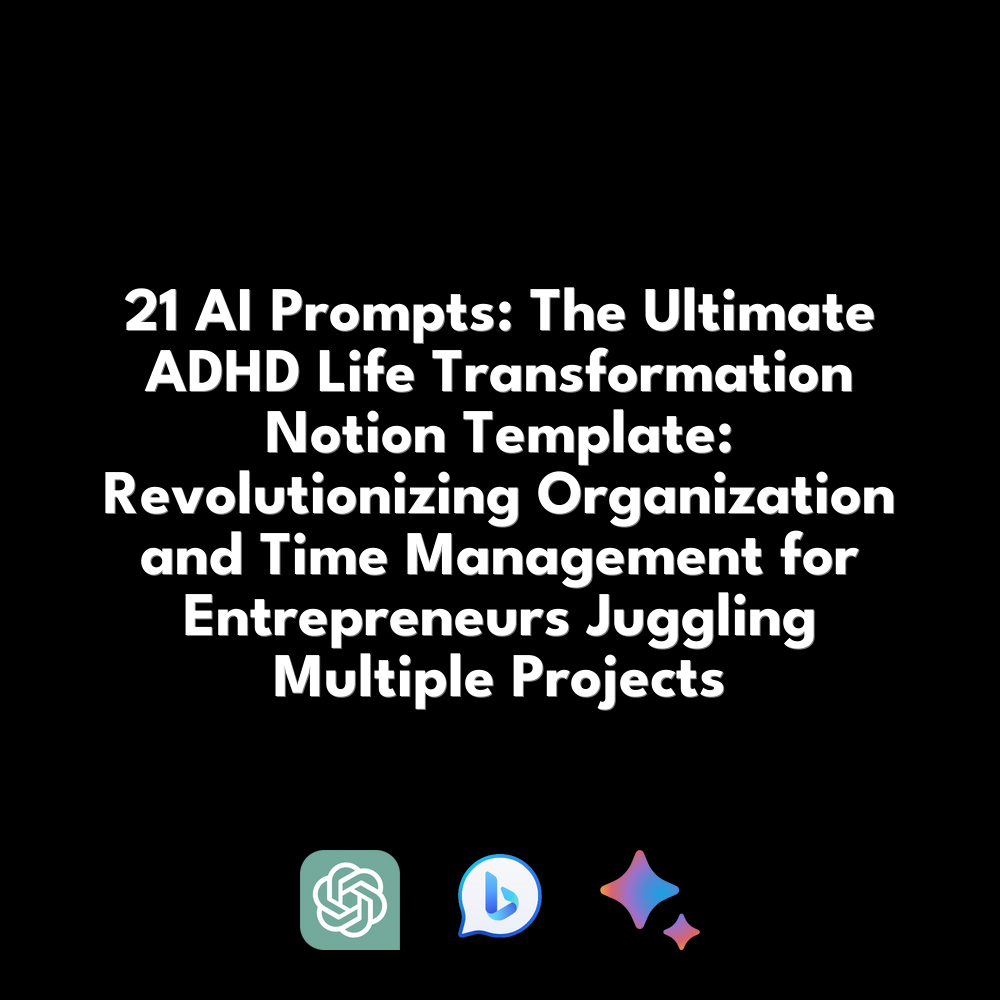 21 AI Prompts: The Ultimate
ADHD Life Transformation
Notion Template:
Revolutionizing Organization
and Time Management for
Entrepreneurs Juggling
Multiple Projects